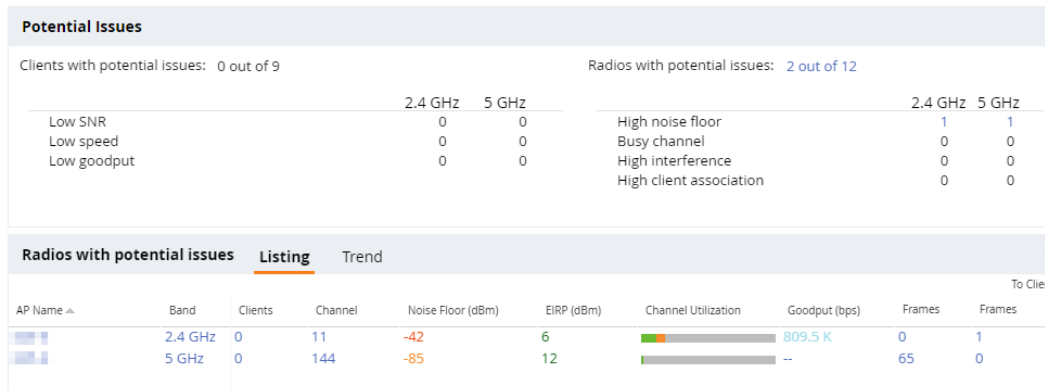 Potential Issues
Clients with potential issues: 0 out of 9
Radios with potential issues: 2 out of 12
2.4 GHz 5 GHz
Low SNR 0 0
Low speed 0 0
Low goodput 0 0
2.4 GHz 5 GHz
High noise floor 1 1
Busy channel 0 0
High interference 0 0
High client association 0 0
Radios with potential issues Listing Trend
To Clie
AP Name Band Clients Channel Noise Floor (dBm) EIRP (dBm) Channel Utilization Goodput (bps) Frames Frames
2.4 GHz 0 11 -42 6 809.5 K 0 1
5 GHz 0 144 -85 12 -- 65 0